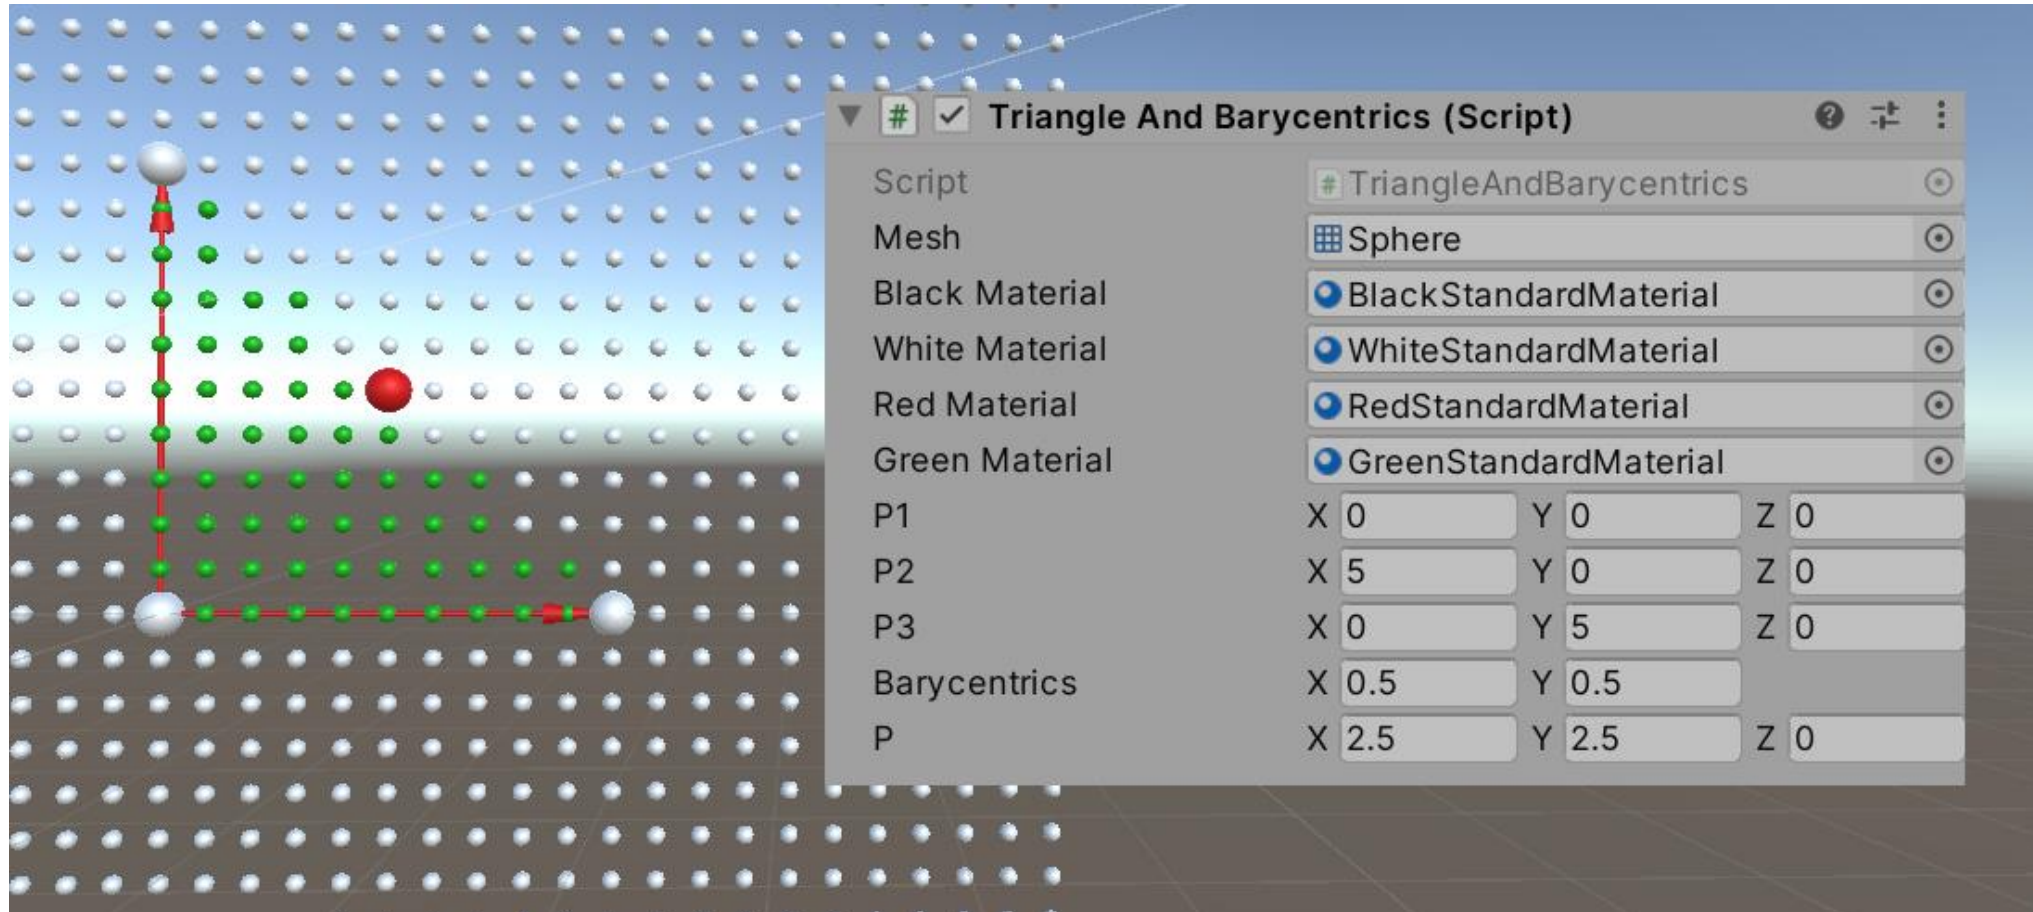 # Triangle And Barycentrics (Script) ?
Script # TriangleAndBarycentrics
Mesh Sphere
Black Material BlackStandardMaterial
White Material WhiteStandardMaterial
Red Material RedStandardMaterial
Green Material GreenStandardMaterial
P1 X 0 Y 0 Z 0
P2 X 5 Y 0 Z 0
P3 X 0 Y 5 Z 0
Barycentrics X 0.5 Y 0.5
P X 2.5 Y 2.5 Z 0